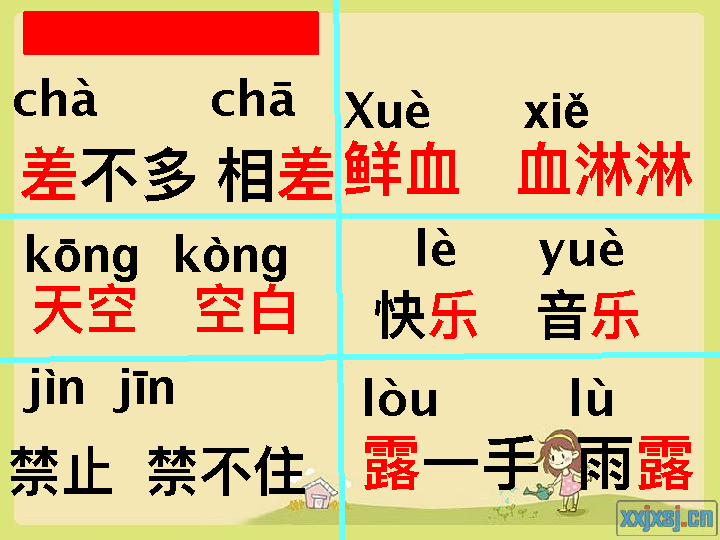 chà chā
差不多 相差
Xuè xiě
鲜血 血淋淋
kōng kòng
天空 空白
lè yuè
快乐 音乐
jìn jīn
禁止 禁不住
lòu lù
露一手 雨露
xxjxsj.cn